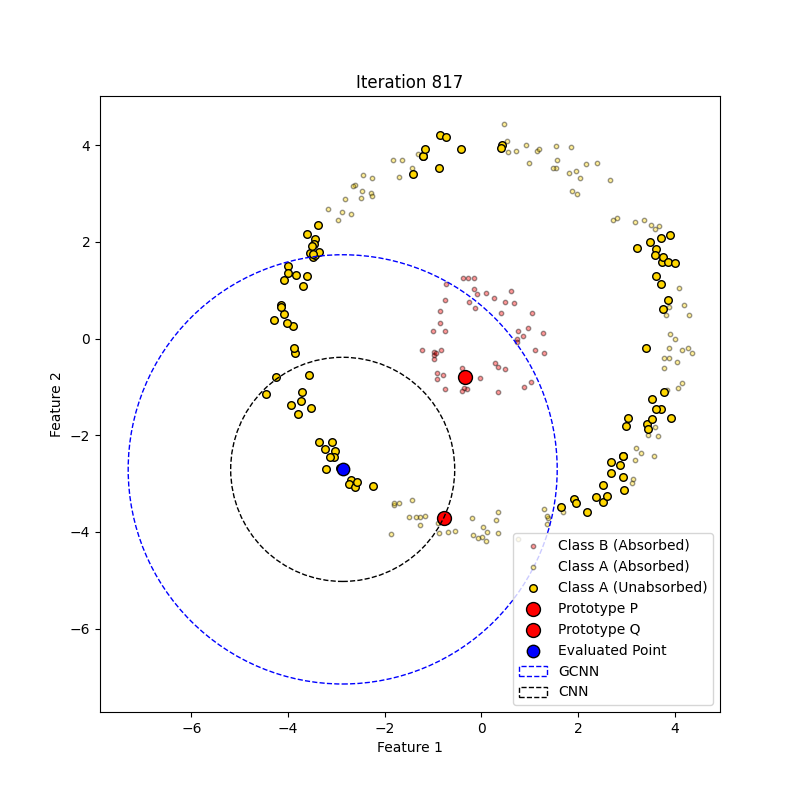 Iteration 817
Feature 2
4
2
0
−2
−4
−6
−6
−4
−2
0
2
4
Feature 1
Class B (Absorbed)
Class A (Absorbed)
Class A (Unabsorbed)
Prototype P
Prototype Q
Evaluated Point
GCNN
CNN